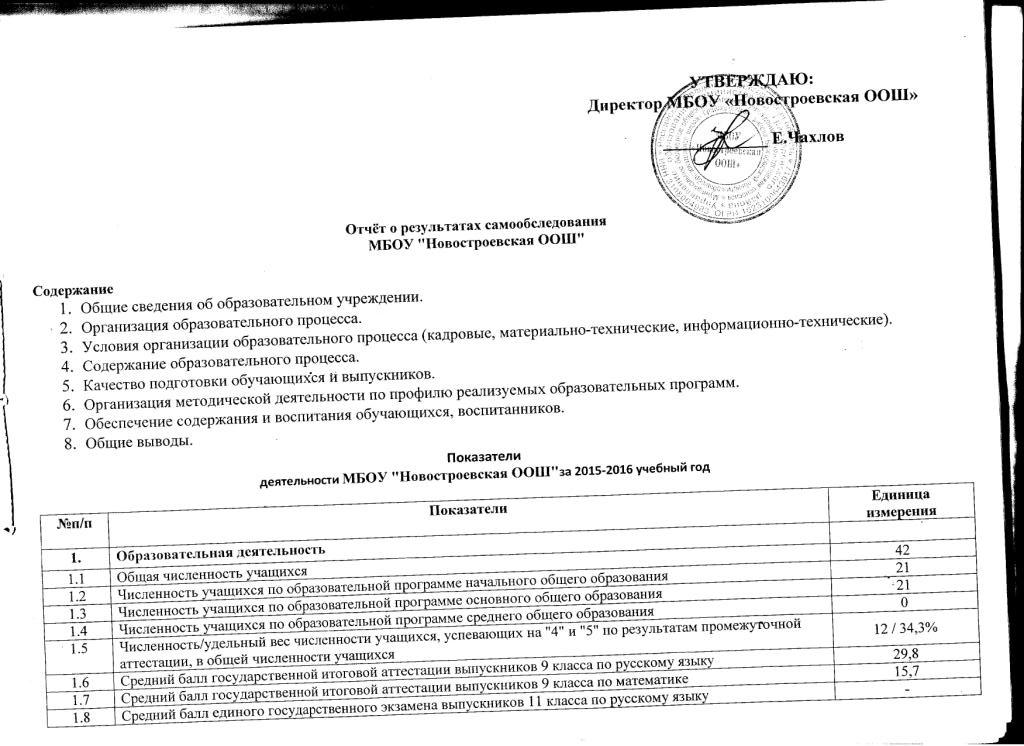 УТВЕРЖДАЮ:
Директор МБОУ «Новостроевская ООШ»
Е.Чахлов
Отчёт о результатах самообследования
МБОУ "Новостроевская ООШ"
Содержание
1. Общие сведения об образовательном учреждении.
2. Организация образовательного процесса.
3. Условия организации образовательного процесса (кадровые, материально-технические, информационно-технические).
4. Содержание образовательного процесса.
5. Качество подготовки обучающихся и выпускников.
6. Организация методической деятельности по профилю реализуемых образовательных программ.
7. Обеспечение содержания и воспитания обучающихся, воспитанников.
8. Общие выводы.
Показатели
деятельности МБОУ "Новостроевская ООШ"за 2015-2016 учебный год
№п/п Показатели Единица
измерения
1. Образовательная деятельность
1.1 Общая численность учащихся 42
1.2 Численность учащихся по образовательной программе начального общего образования 21
1.3 Численность учащихся по образовательной программе основного общего образования 21
1.4 Численность учащихся по образовательной программе среднего общего образования 0
1.5 Численность/удельный вес численности учащихся, успевающих на "4" и "5" по результатам промежуточной
аттестации, в общей численности учащихся 12 / 34,3%
1.6 Средний балл государственной итоговой аттестации выпускников 9 класса по русскому языку 29,8
1.7 Средний балл государственной итоговой аттестации выпускников 9 класса по математике 15,7
1.8 Средний балл единого государственного экзамена выпускников 11 класса по русскому языку -